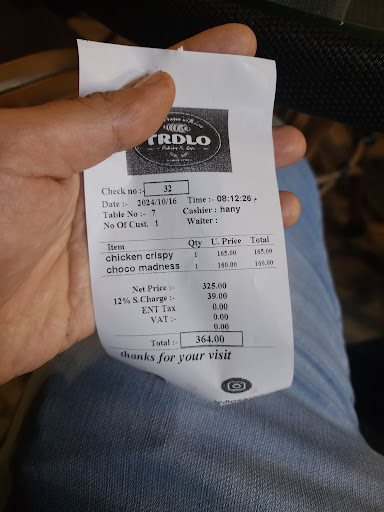 TRDLO
Check no :- 32
Date :- 2024/10/16 Time :- 08:12:26 م
Table No :- 7 Cashier : hany
No Of Cust. 1 Waiter :
Item Qty U. Price Total
chicken crispy 1 165.00 165.00
choco madness 1 160.00 160.00
Net Price :- 325.00
12% S.Charge :- 39.00
ENT Tax 0.00
VAT :- 0.00
0.00
Total :- 364.00
thanks for your visit